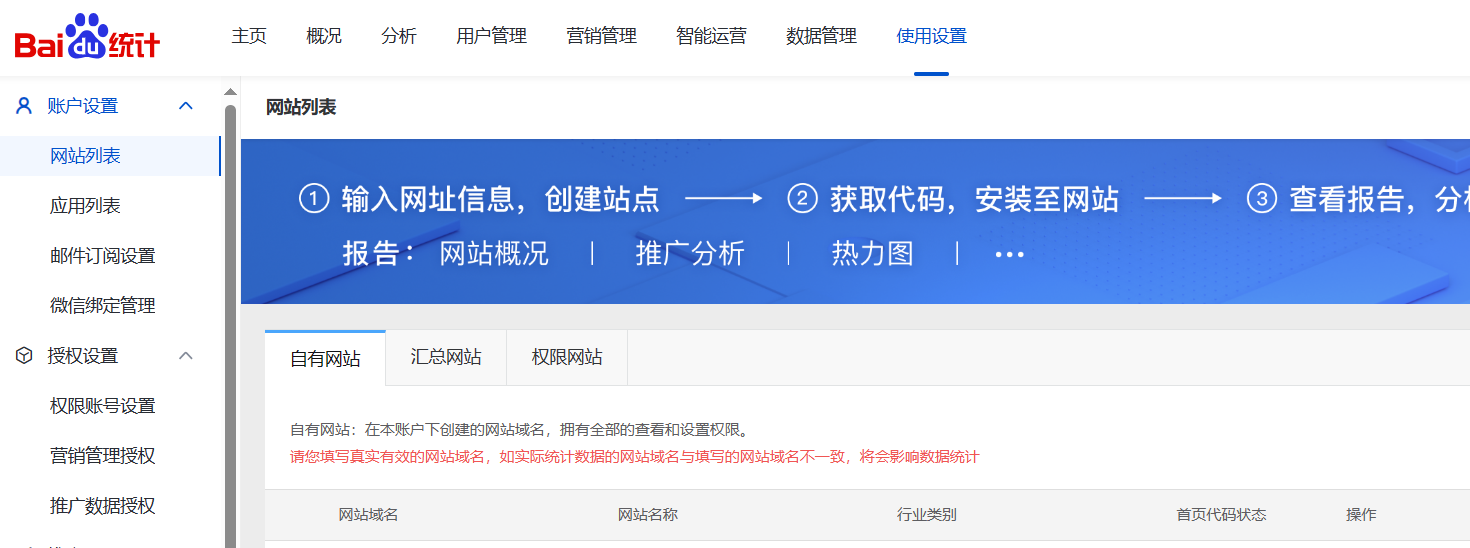 Baidu统计
主页 概况 分析 用户管理 营销管理 智能运营 数据管理 使用设置
账户设置
网站列表
应用列表
邮件订阅设置
微信绑定管理
授权设置
权限账号设置
营销管理授权
推广数据授权
网站列表
① 输入网址信息，创建站点 → ② 获取代码，安装至网站 → ③ 查看报告，分
报告： 网站概况 | 推广分析 | 热力图 | ···
自有网站 汇总网站 权限网站
自有网站：在本账户下创建的网站域名，拥有全部的查看和设置权限。
请您填写真实有效的网站域名，如实际统计数据的网站域名与填写的网站域名不一致，将会影响数据统计
网站域名 网站名称 行业类别 首页代码状态 操作